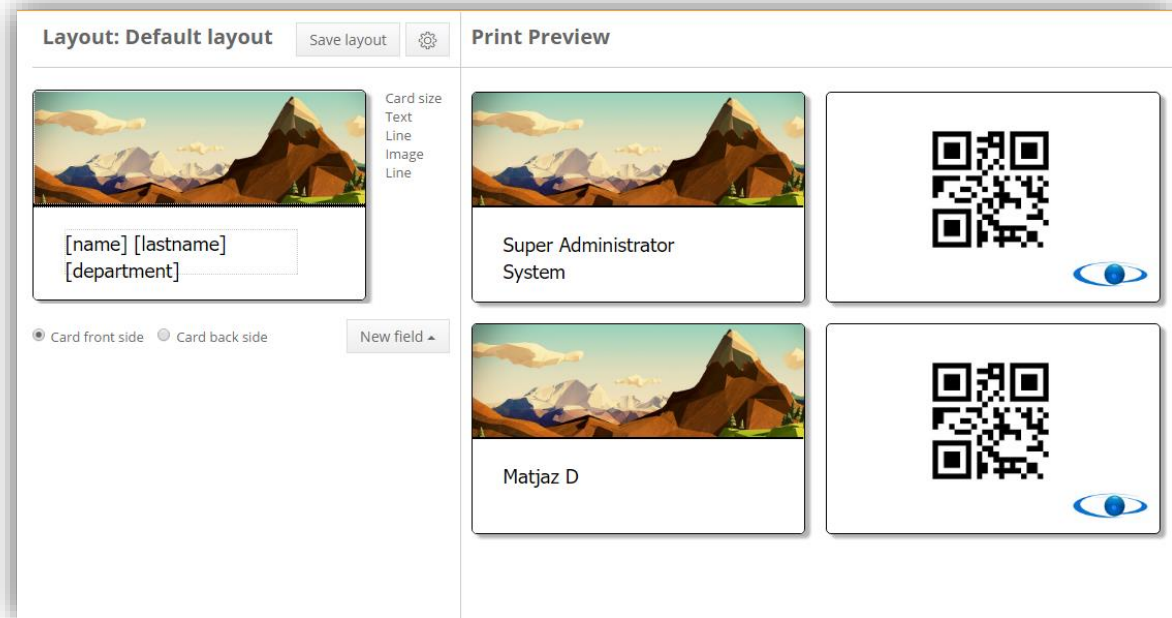 Layout: Default layout
Save layout
Print Preview
Card size
Text
Line
Image
Line
[name] [lastname]
[department]
Card front side
Card back side
New field
Super Administrator
System
Matjaz D